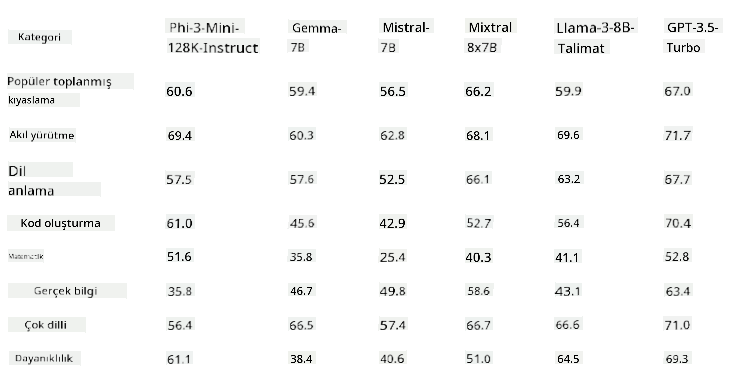 Kategori Phi-3-Mini-128K-Instruct Gemma-7B Mistral-7B Mixtral 8x7B Llama-3-8B-Talimat GPT-3.5-Turbo
Popüler toplanmış kıyaslama 60.6 59.4 56.5 66.2 59.9 67.0
Akıl yürütme 69.4 60.3 62.8 68.1 69.6 71.7
Dil anlama 57.5 57.6 52.5 66.1 63.2 67.7
Kod oluşturma 61.0 45.6 42.9 52.7 56.4 70.4
Matematik 51.6 35.8 25.4 40.3 41.1 52.8
Gerçek bilgi 35.8 46.7 49.8 58.6 43.1 63.4
Çok dilli 56.4 66.5 57.4 66.7 66.6 71.0
Dayanıklılık 61.1 38.4 40.6 51.0 64.5 69.3